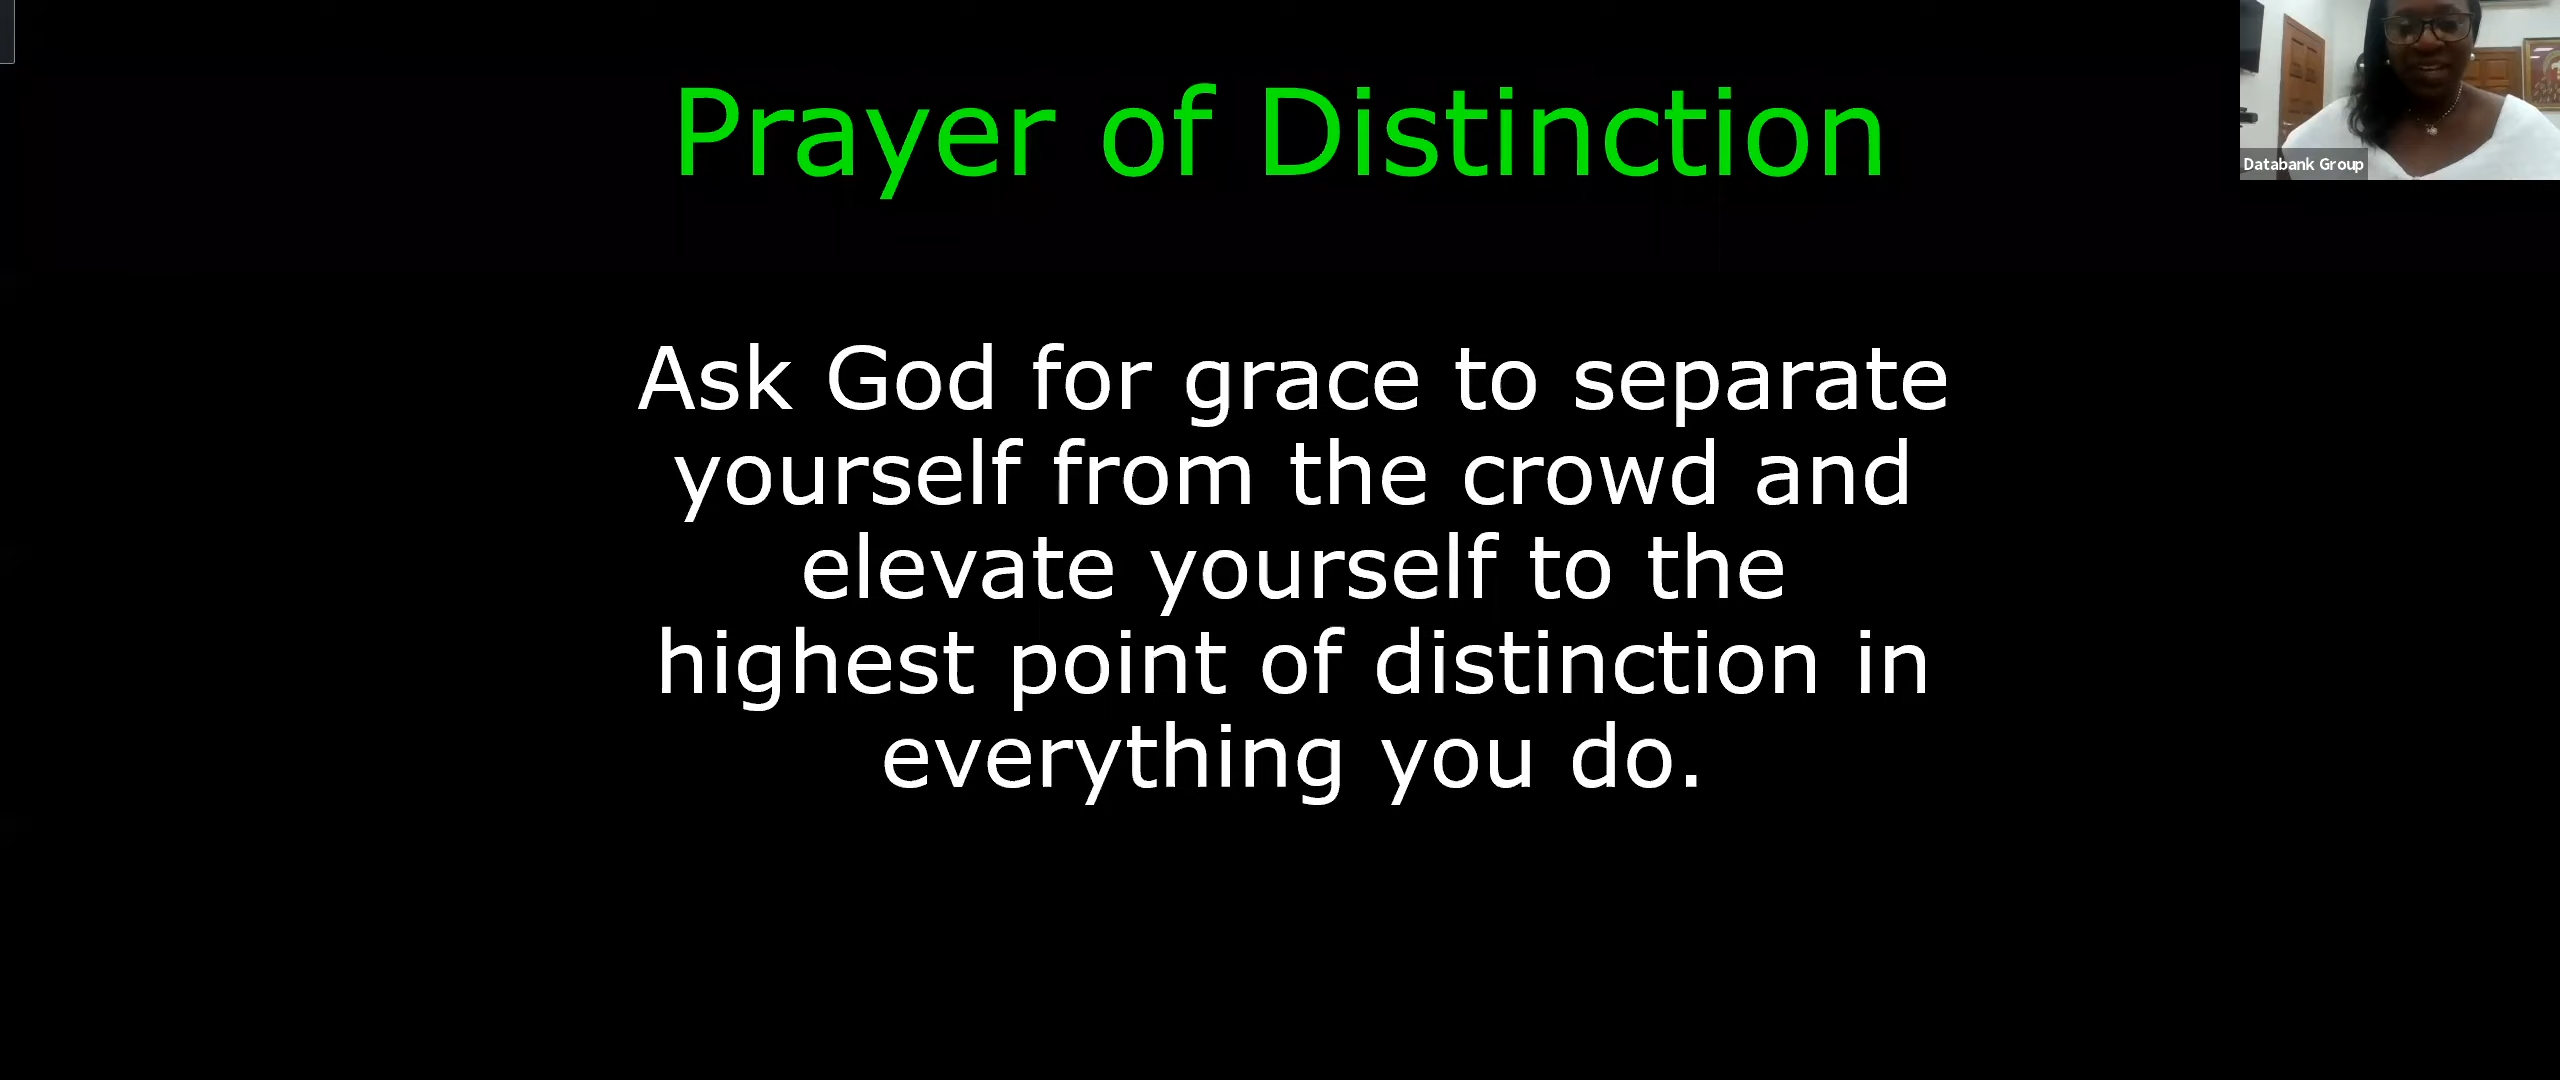 Prayer of Distinction
Databank Group
Ask God for grace to separate
yourself from the crowd and
elevate yourself to the
highest point of distinction in
everything you do.